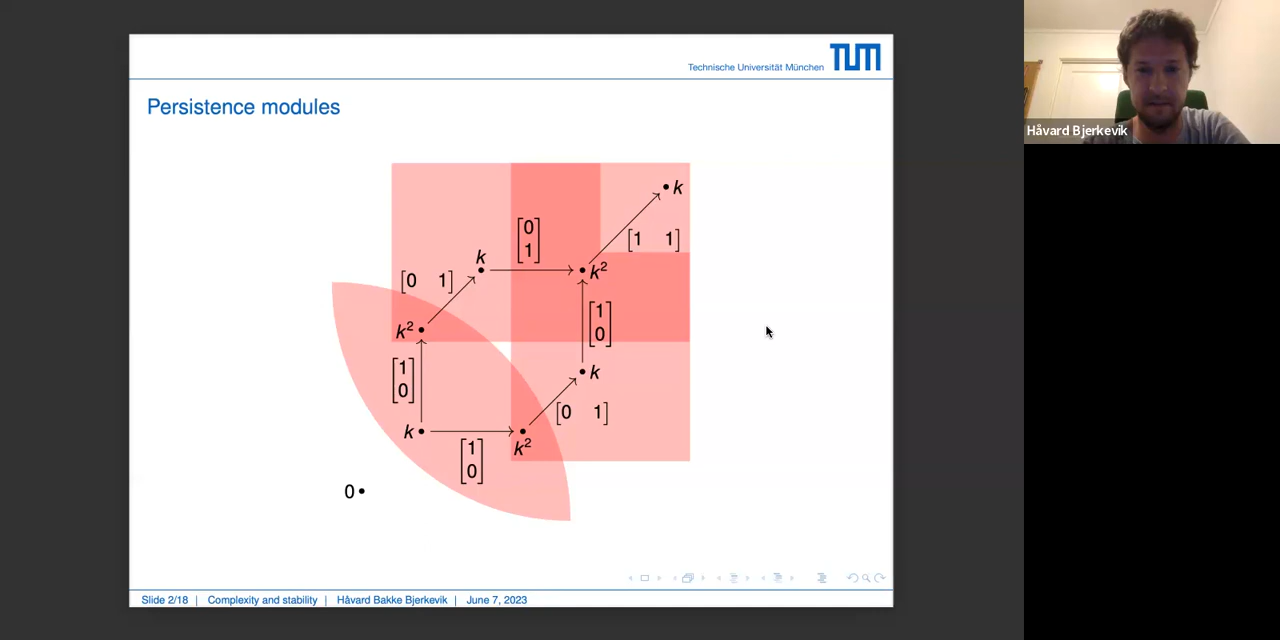 TUM
Technische Universität München
Persistence modules
k
[0 1]
k
[1 1]
k
[0 1]
k²
k²
[1 0]
[1 0]
k
[0 1]
k
k²
[1 0]
0
Slide 2/18 | Complexity and stability | Håvard Bakke Bjerkevik | June 7, 2023
Håvard Bjerkevik